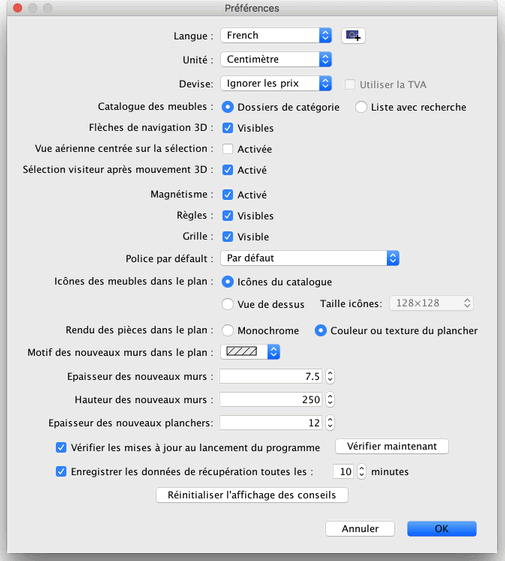 Préférences
Langue : French
Unité : Centimètre
Devise: Ignorer les prix Utiliser la TVA
Catalogue des meubles : Dossiers de catégorie Liste avec recherche
Flèches de navigation 3D : Visibles
Vue aérienne centrée sur la sélection : Activée
Sélection visiteur après mouvement 3D : Activé
Magnétisme : Activé
Règles : Visibles
Grille : Visible
Police par défault : Par défaut
Icônes des meubles dans le plan : Icônes du catalogue
Vue de dessus Taille icônes: 128×128
Rendu des pièces dans le plan : Monochrome Couleur ou texture du plancher
Motif des nouveaux murs dans le plan :
Epaisseur des nouveaux murs : 7.5
Hauteur des nouveaux murs : 250
Epaisseur des nouveaux planchers: 12
Vérifier les mises à jour au lancement du programme Vérifier maintenant
Enregistrer les données de récupération toutes les : 10 minutes
Réinitialiser l'affichage des conseils
Annuler OK